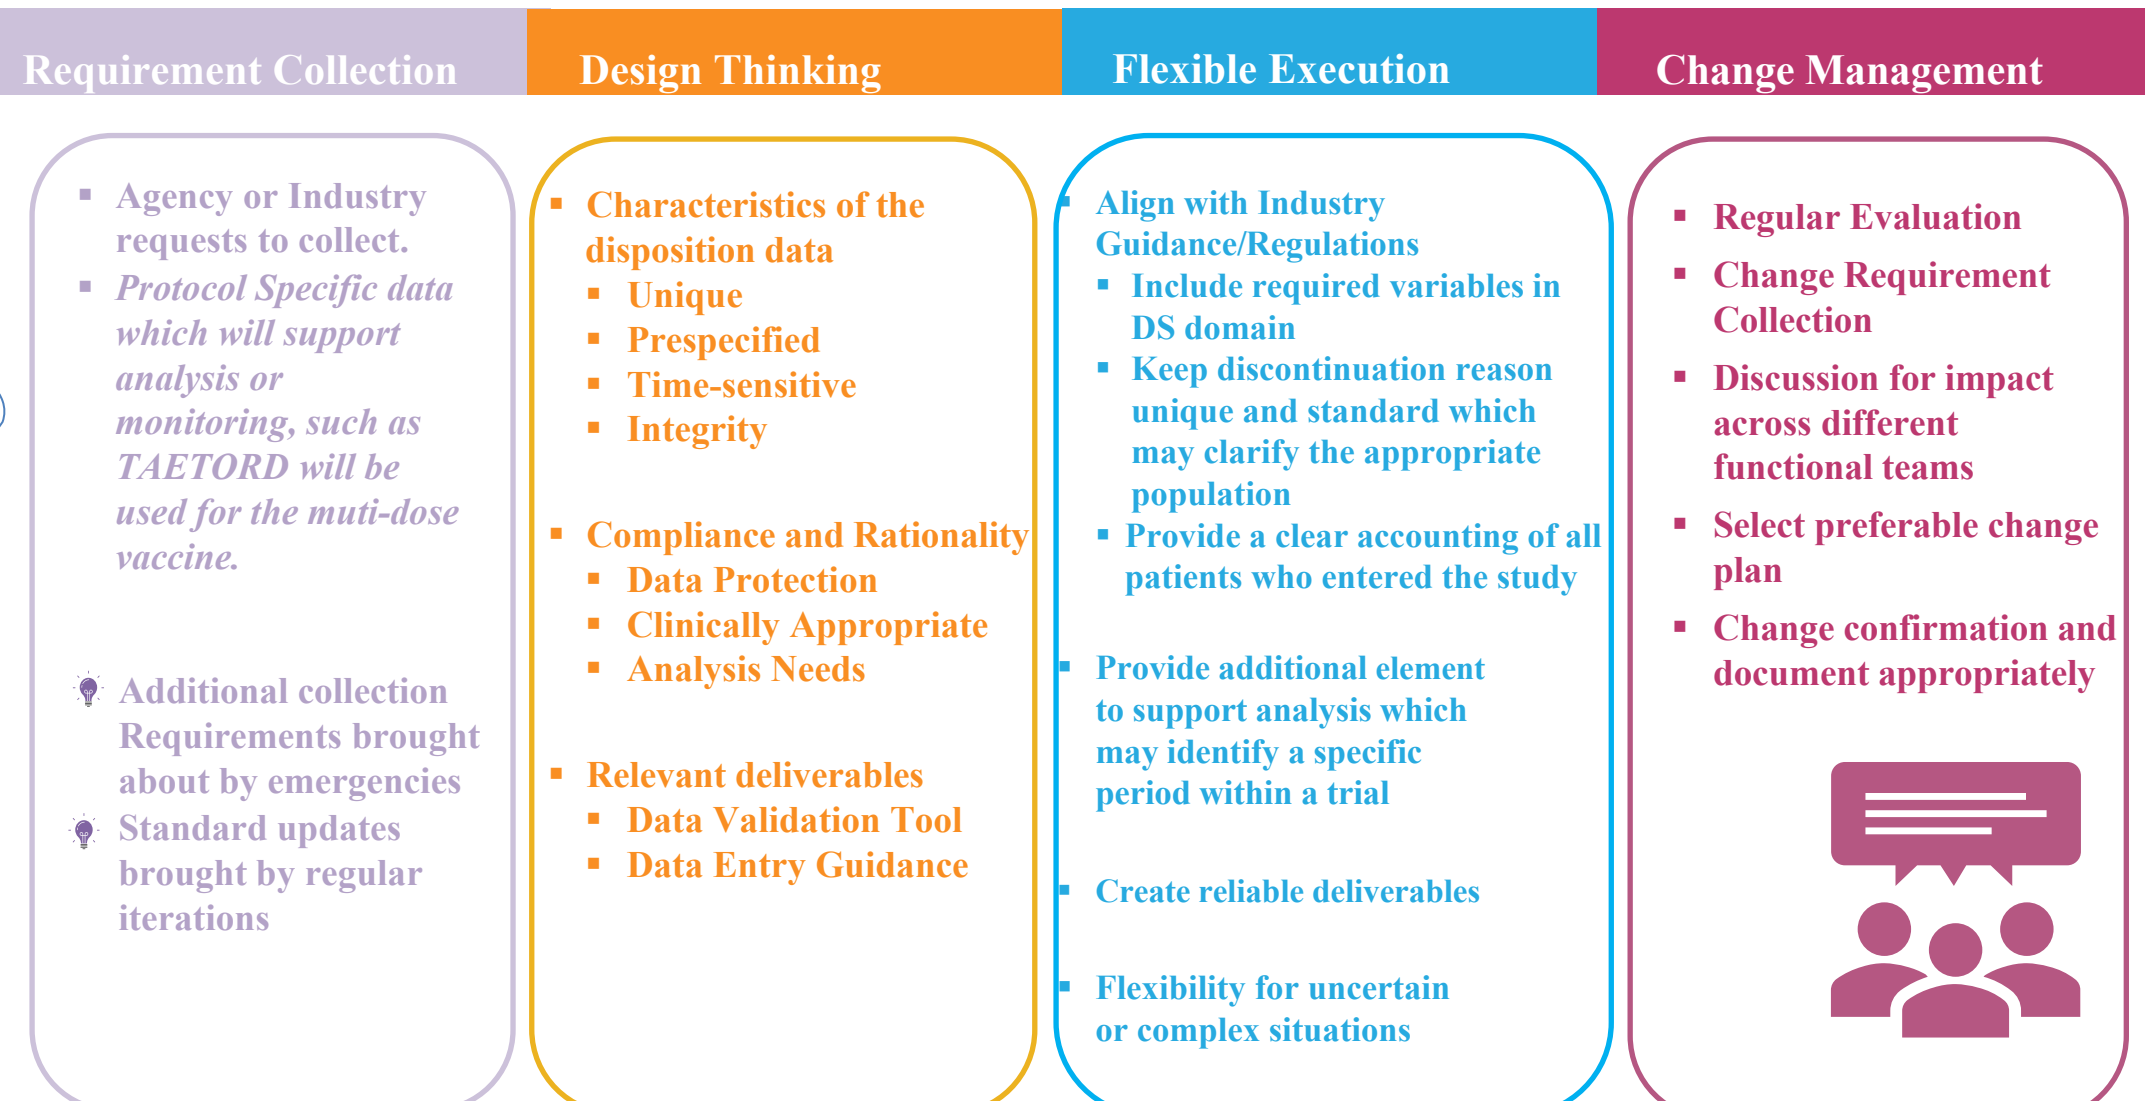 Requirement Collection
Agency or Industry
requests to collect.
Protocol Specific data
which will support
analysis or
monitoring, such as
TAETORD will be
used for the muti-dose
vaccine.
Additional collection
Requirements brought
about by emergencies
Standard updates
brought by regular
iterations
Design Thinking
Characteristics of the
disposition data
Unique
Prespecified
Time-sensitive
Integrity
Compliance and Rationality
Data Protection
Clinically Appropriate
Analysis Needs
Relevant deliverables
Data Validation Tool
Data Entry Guidance
Flexible Execution
Align with Industry
Guidance/Regulations
Include required variables in
DS domain
Keep discontinuation reason
unique and standard which
may clarify the appropriate
population
Provide a clear accounting of all
patients who entered the study
Provide additional element
to support analysis which
may identify a specific
period within a trial
Create reliable deliverables
Flexibility for uncertain
or complex situations
Change Management
Regular Evaluation
Change Requirement
Collection
Discussion for impact
across different
functional teams
Select preferable change
plan
Change confirmation and
document appropriately